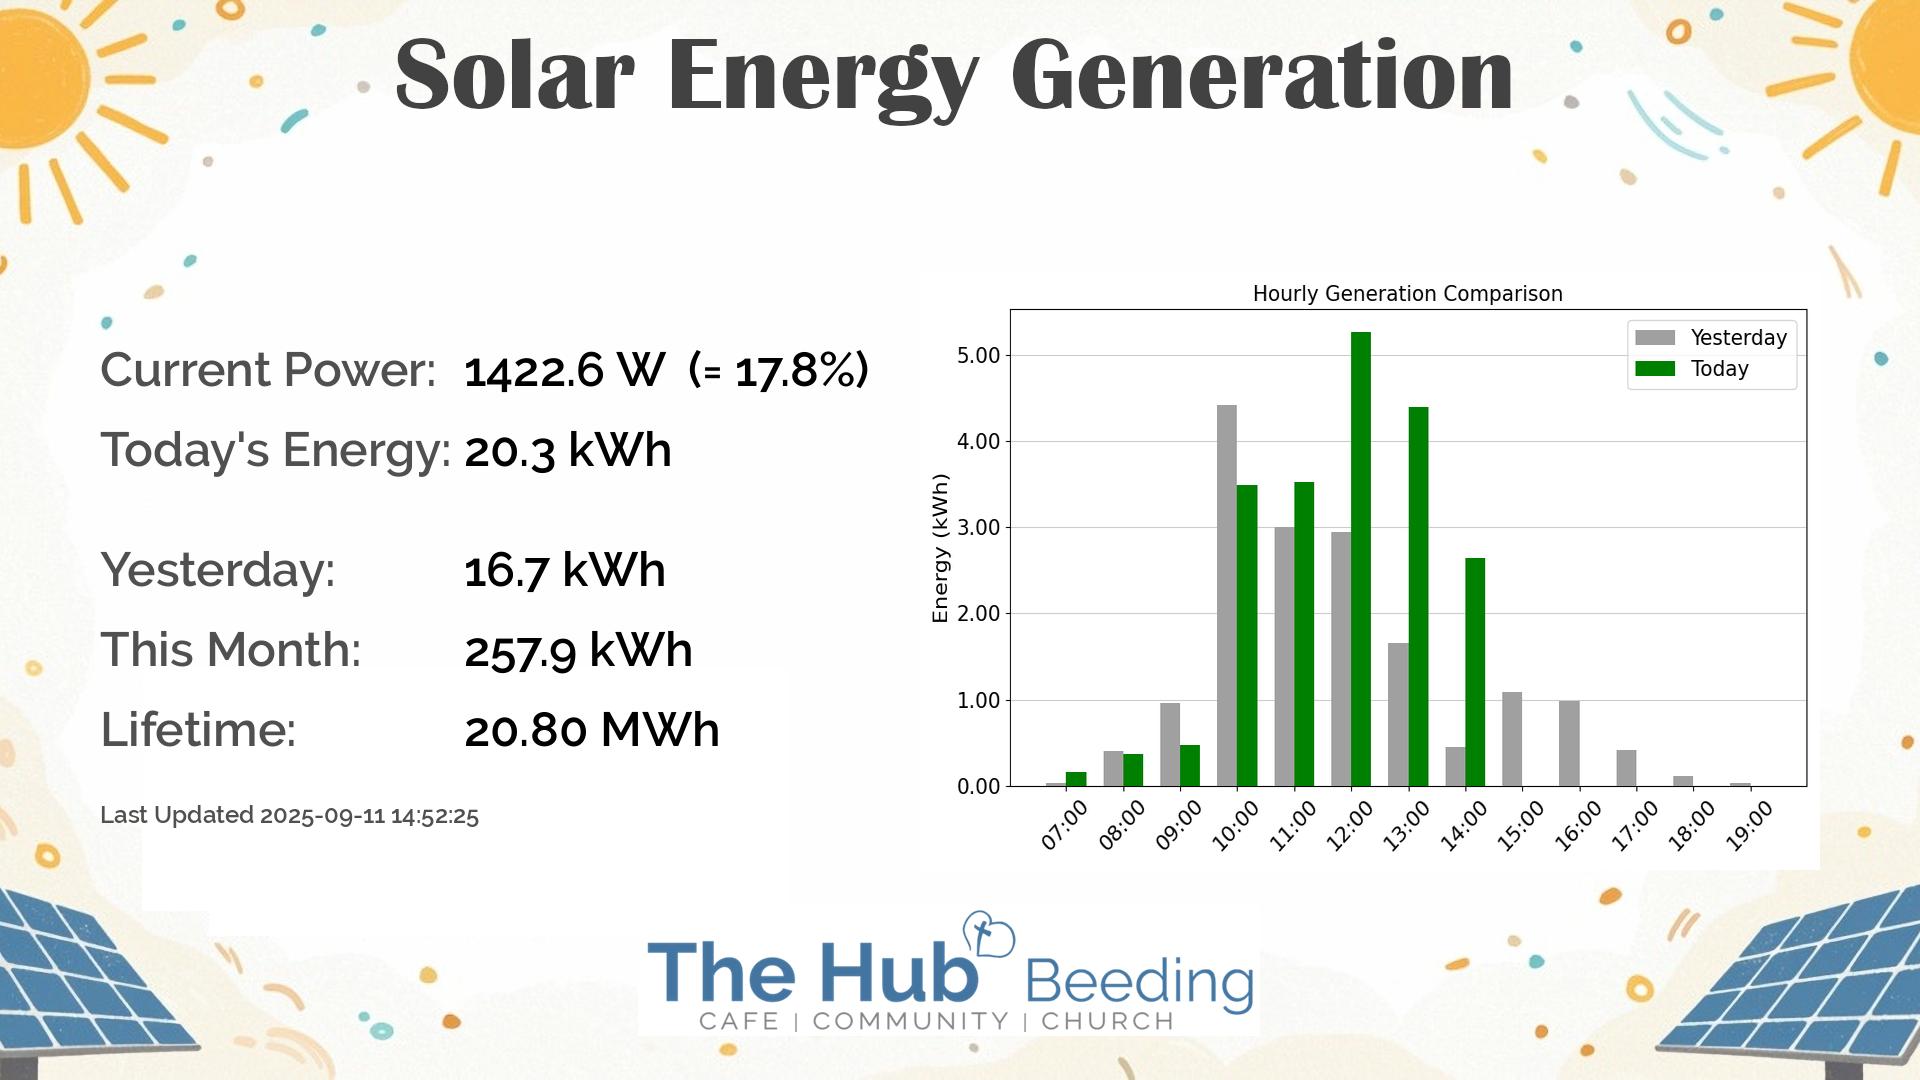 Solar Energy Generation
Current Power: 1422.6 W (= 17.8%)
Today's Energy: 20.3 kWh
Yesterday: 16.7 kWh
This Month: 257.9 kWh
Lifetime: 20.80 MWh
Last Updated 2025-09-11 14:52:25
Hourly Generation Comparison
Yesterday
Today
Energy (kWh)
5.00
4.00
3.00
2.00
1.00
0.00
07:00 08:00 09:00 10:00 11:00 12:00 13:00 14:00 15:00 16:00 17:00 18:00 19:00
The Hub Beeding
CAFE | COMMUNITY | CHURCH